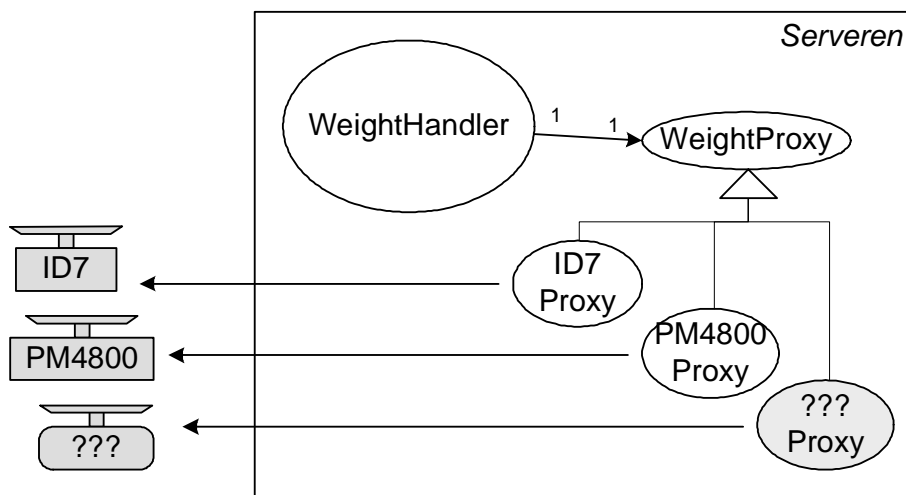 Serveren
WeightHandler
1
1
WeightProxy
ID7
ID7
Proxy
PM4800
PM4800
Proxy
???
???
Proxy